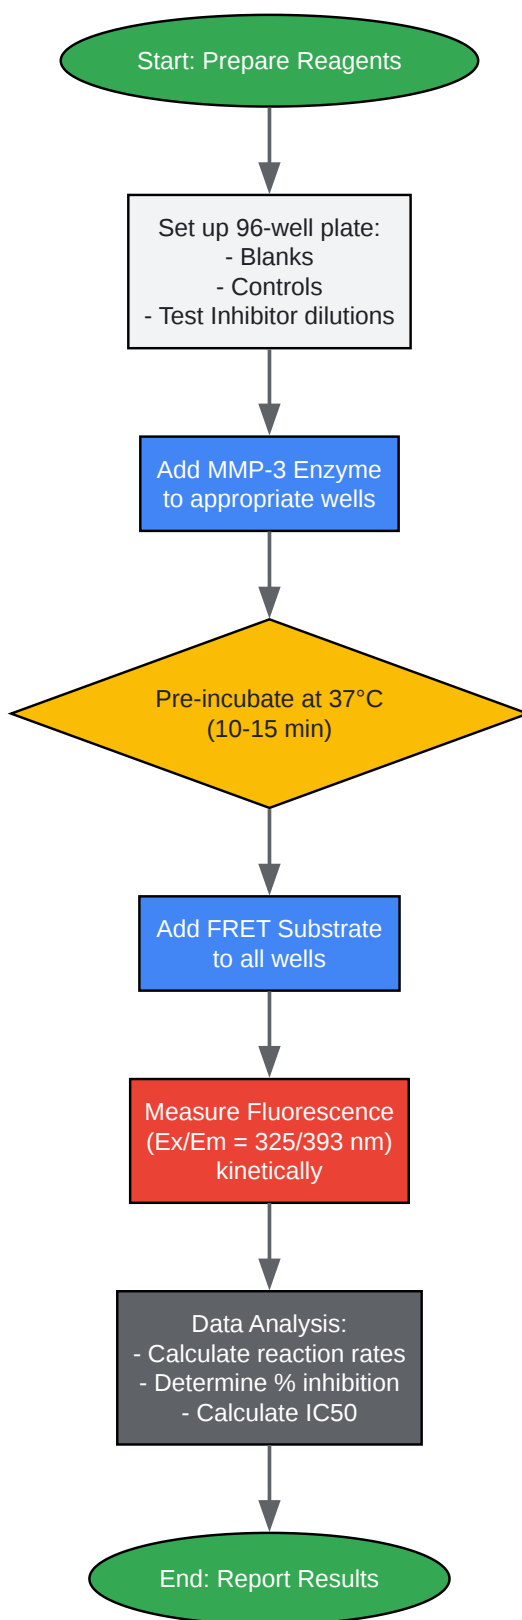 Start: Prepare Reagents
Set up 96-well plate:
- Blanks
- Controls
- Test Inhibitor dilutions
Add MMP-3 Enzyme
to appropriate wells
Pre-incubate at 37°C
(10-15 min)
Add FRET Substrate
to all wells
Measure Fluorescence
(Ex/Em = 325/393 nm)
kinetically
Data Analysis:
- Calculate reaction rates
- Determine % inhibition
- Calculate IC50
End: Report Results